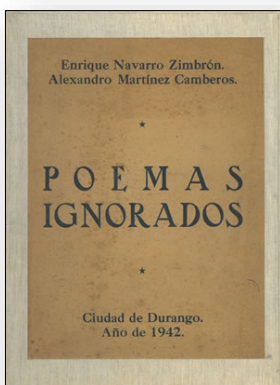 Enrique Navarro Zimbrón.
Alexandro Martínez Camberos.
POEMAS
IGNORADOS
Ciudad de Durango.
Año de 1942.